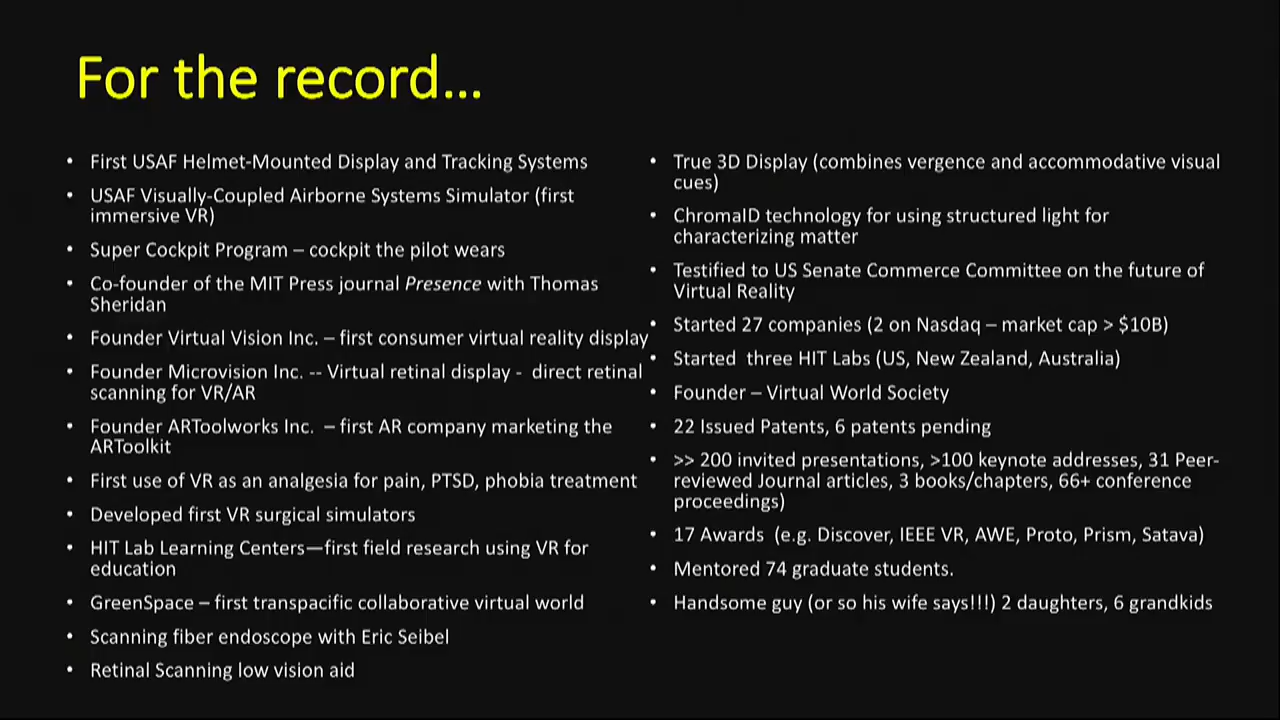 For the record...
• First USAF Helmet-Mounted Display and Tracking Systems
• USAF Visually-Coupled Airborne Systems Simulator (first
immersive VR)
• Super Cockpit Program – cockpit the pilot wears
• Co-founder of the MIT Press journal Presence with Thomas
Sheridan
• Founder Virtual Vision Inc. – first consumer virtual reality display
• Founder Microvision Inc. -- Virtual retinal display -  direct retinal
scanning for VR/AR
• Founder ARToolworks Inc.  – first AR company marketing the
ARToolkit
• First use of VR as an analgesia for pain, PTSD, phobia treatment
• Developed first VR surgical simulators
• HIT Lab Learning Centers—first field research using VR for
education
• GreenSpace – first transpacific collaborative virtual world
• Scanning fiber endoscope with Eric Seibel
• Retinal Scanning low vision aid
• True 3D Display (combines vergence and accommodative visual
cues)
• ChromaID technology for using structured light for
characterizing matter
• Testified to US Senate Commerce Committee on the future of
Virtual Reality
• Started 27 companies (2 on Nasdaq – market cap > $10B)
• Started  three HIT Labs (US, New Zealand, Australia)
• Founder – Virtual World Society
• 22 Issued Patents, 6 patents pending
• >> 200 invited presentations, >100 keynote addresses, 31 Peer-
reviewed Journal articles, 3 books/chapters, 66+ conference
proceedings)
• 17 Awards  (e.g. Discover, IEEE VR, AWE, Proto, Prism, Satava)
• Mentored 74 graduate students.
• Handsome guy (or so his wife says!!!) 2 daughters, 6 grandkids